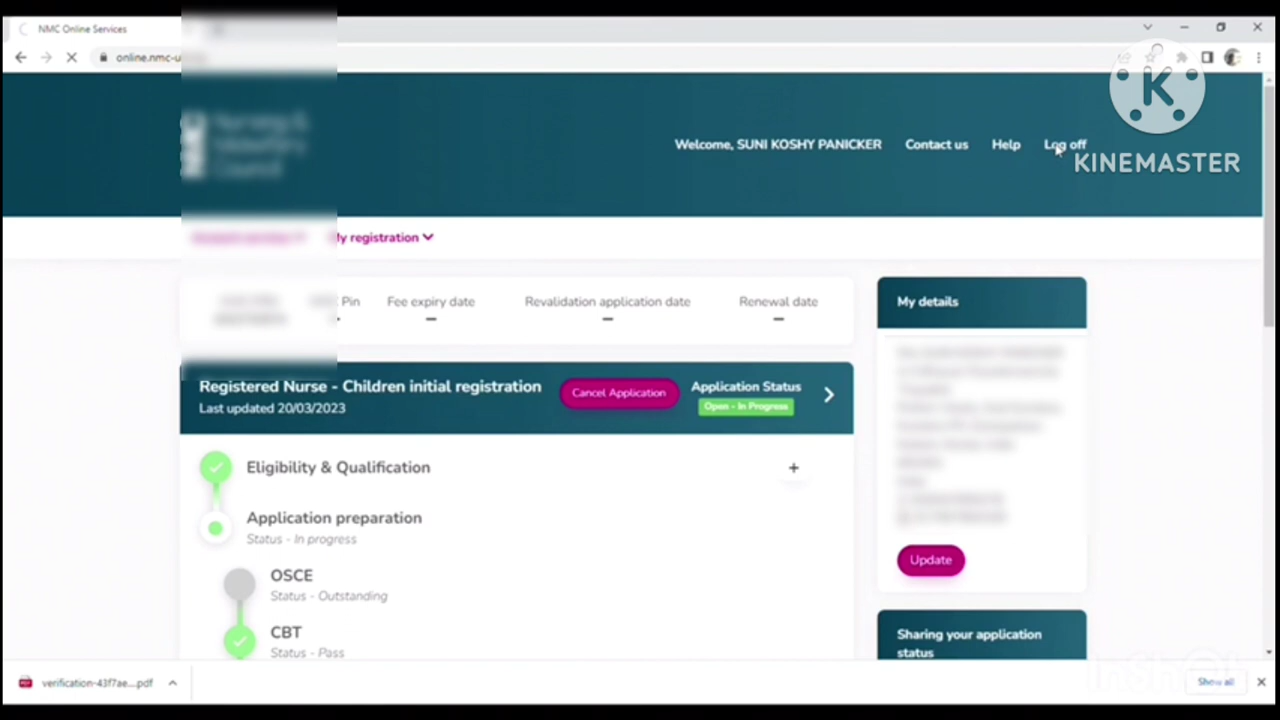 NMC Online Services
online.nmc-u
Welcome, SUNI KOSHY PANICKER Contact us Help Log off
KINEMASTER
My registration
Pin Fee expiry date Revalidation application date Renewal date
– – – –
My details
Registered Nurse - Children initial registration
Last updated 20/03/2023
Cancel Application
Application Status
Open - In Progress
Eligibility & Qualification +
Application preparation
Status - In progress
OSCE
Status - Outstanding
CBT
Status - Pass
Update
Sharing your application
status
verification-43f7ae....pdf
Show all